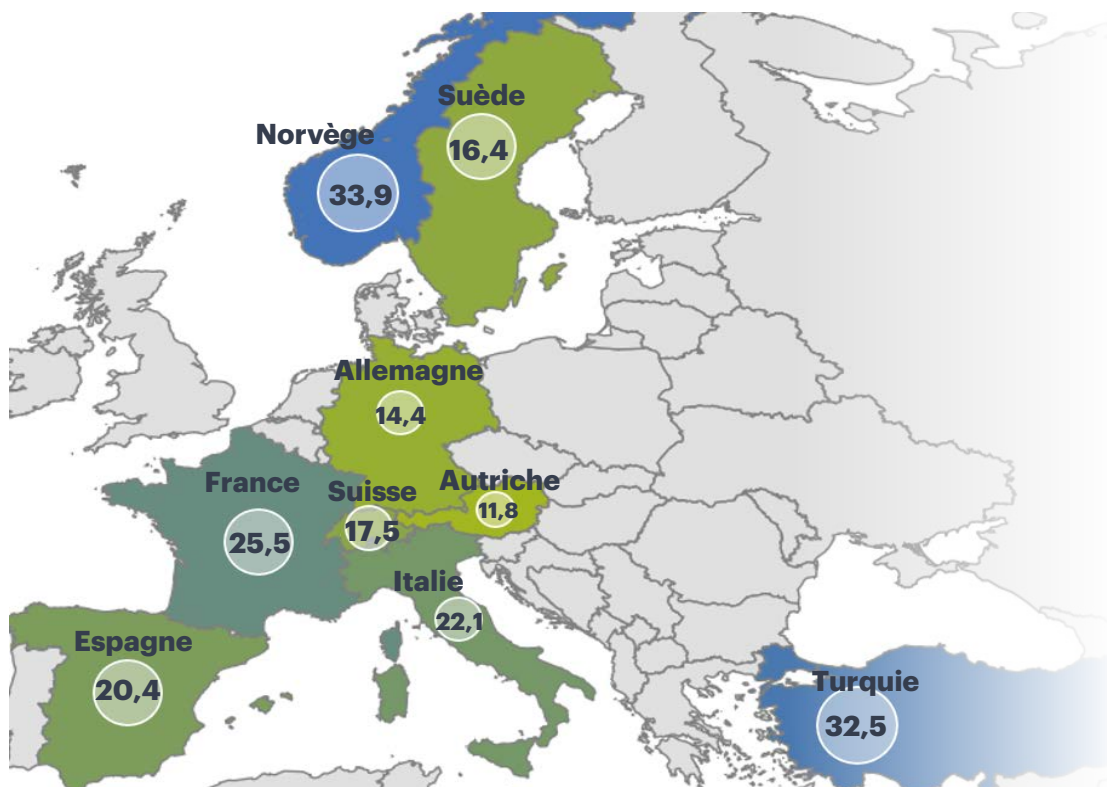 Suède
16,4
Norvège
33,9
Allemagne
14,4
Autriche
11,8
France
25,5
Suisse
17,5
Italie
22,1
Espagne
20,4
Turquie
32,5